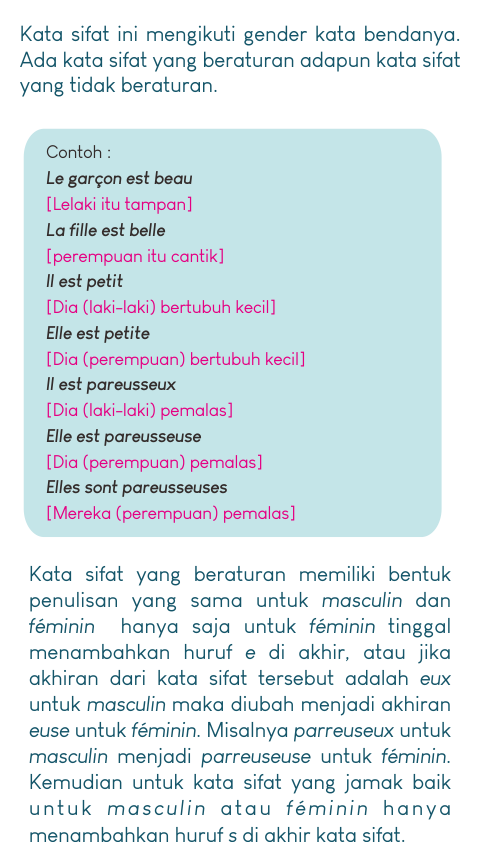 Kata sifat ini mengikuti gender kata bendanya.
Ada kata sifat yang beraturan adapun kata sifat
yang tidak beraturan.
Contoh :
Le garçon est beau
[Lelaki itu tampan]
La fille est belle
[perempuan itu cantik]
Il est petit
[Dia (laki-laki) bertubuh kecil]
Elle est petite
[Dia (perempuan) bertubuh kecil]
Il est pareusseux
[Dia (laki-laki) pemalas]
Elle est pareusseuse
[Dia (perempuan) pemalas]
Elles sont pareusseuses
[Mereka (perempuan) pemalas]
Kata sifat yang beraturan memiliki bentuk
penulisan yang sama untuk masculin dan
féminin hanya saja untuk féminin tinggal
menambahkan huruf e di akhir, atau jika
akhiran dari kata sifat tersebut adalah eux
untuk masculin maka diubah menjadi akhiran
euse untuk féminin. Misalnya parreuseux untuk
masculin menjadi parreuseuse untuk féminin.
Kemudian untuk kata sifat yang jamak baik
untuk masculin atau féminin hanya
menambahkan huruf s di akhir kata sifat.